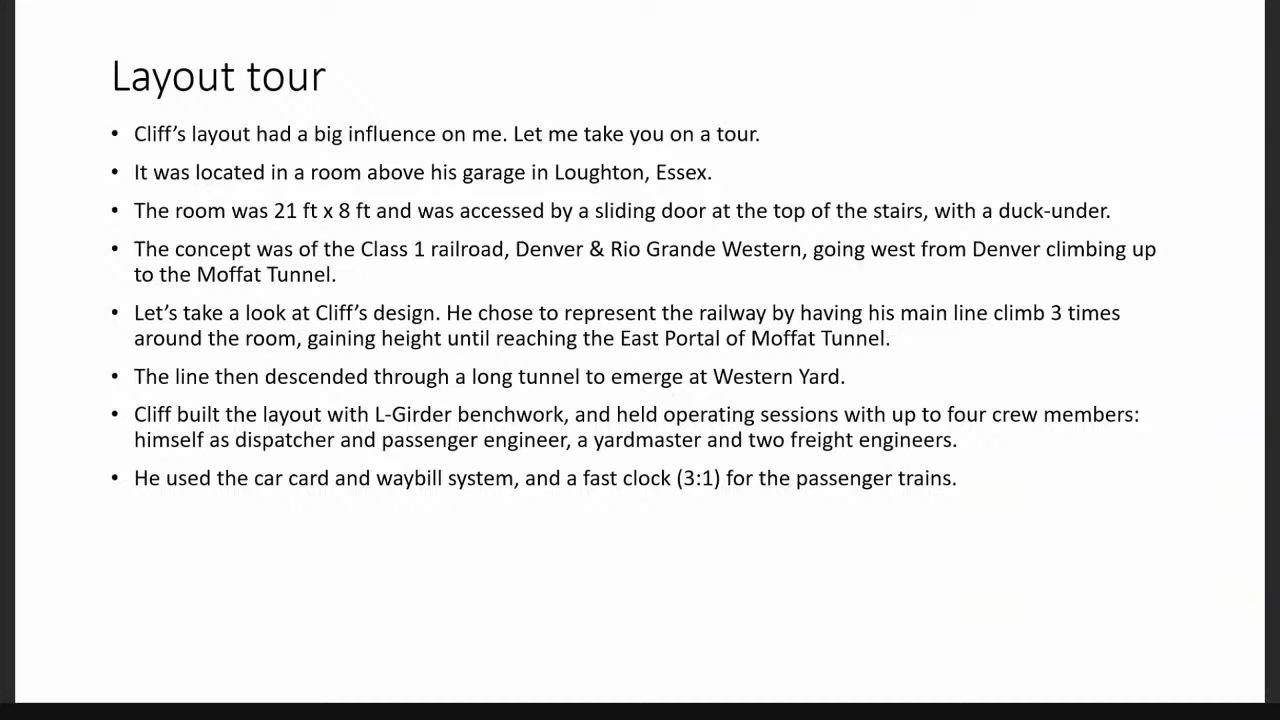 Layout tour
• Cliff’s layout had a big influence on me. Let me take you on a tour.
• It was located in a room above his garage in Loughton, Essex.
• The room was 21 ft x 8 ft and was accessed by a sliding door at the top of the stairs, with a duck-under.
• The concept was of the Class 1 railroad, Denver & Rio Grande Western, going west from Denver climbing up
to the Moffat Tunnel.
• Let’s take a look at Cliff’s design. He chose to represent the railway by having his main line climb 3 times
around the room, gaining height until reaching the East Portal of Moffat Tunnel.
• The line then descended through a long tunnel to emerge at Western Yard.
• Cliff built the layout with L-Girder benchwork, and held operating sessions with up to four crew members:
himself as dispatcher and passenger engineer, a yardmaster and two freight engineers.
• He used the car card and waybill system, and a fast clock (3:1) for the passenger trains.